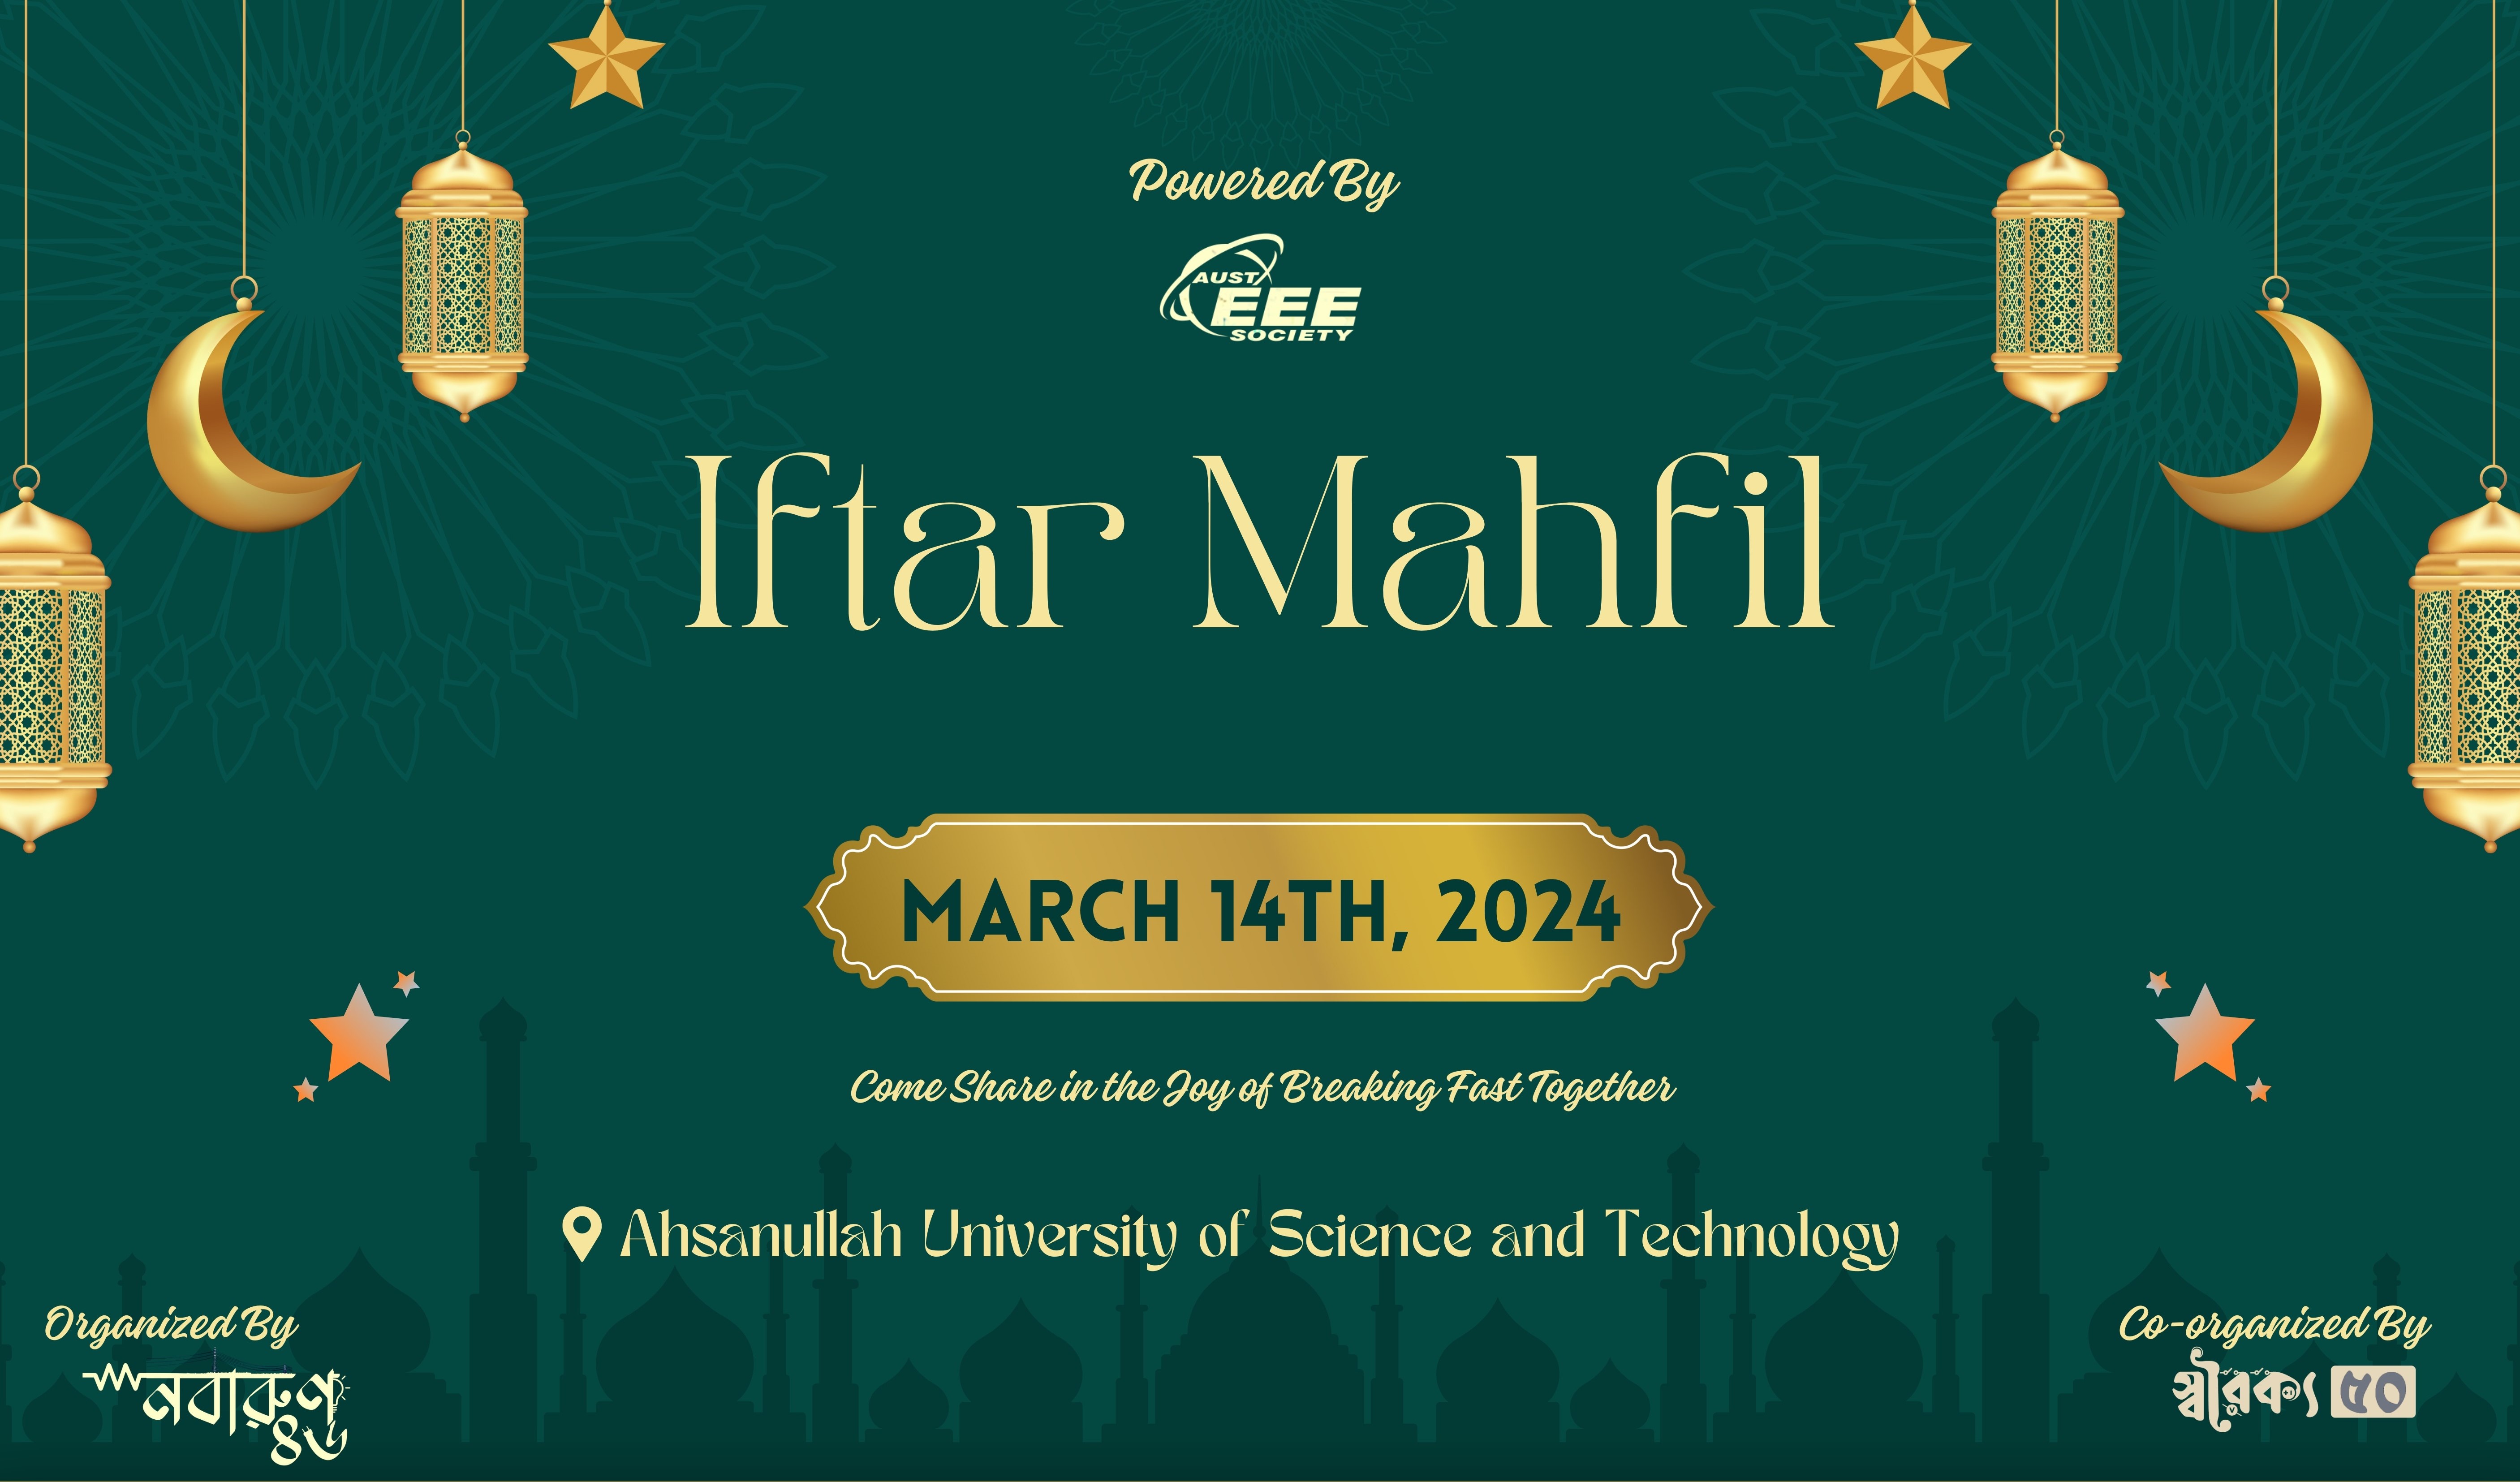 Powered By
AUST
EEE
SOCIETY
Iftar Mahfil
MARCH 14TH, 2024
Come Share in the Joy of Breaking Fast Together
Ahsanullah University of Science and Technology
Organized By
নবারুণ
৪৬
Co-organized By
৫০